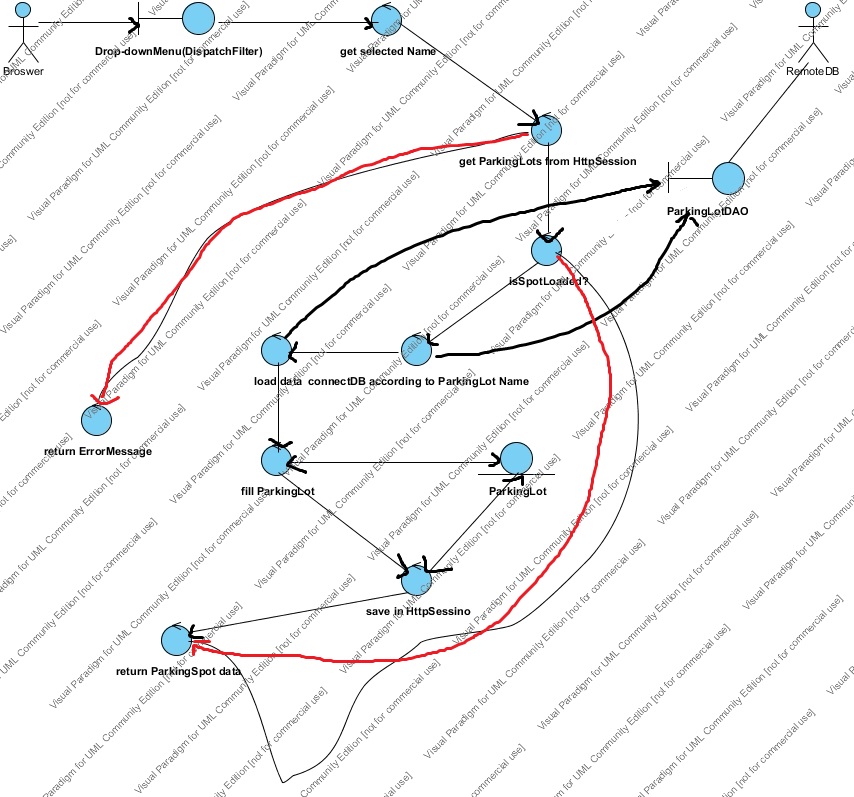 Broswer
Drop-downMenu(DispatchFilter)
get selected Name
RemoteDB
get ParkingLots from HttpSession
ParkingLotDAO
isSpotLoaded?
load data connectDB according to ParkingLot Name
return ErrorMessage
fill ParkingLot
ParkingLot
save in HttpSessino
return ParkingSpot data
Visual Paradigm for UML Community Edition [not for commercial use]